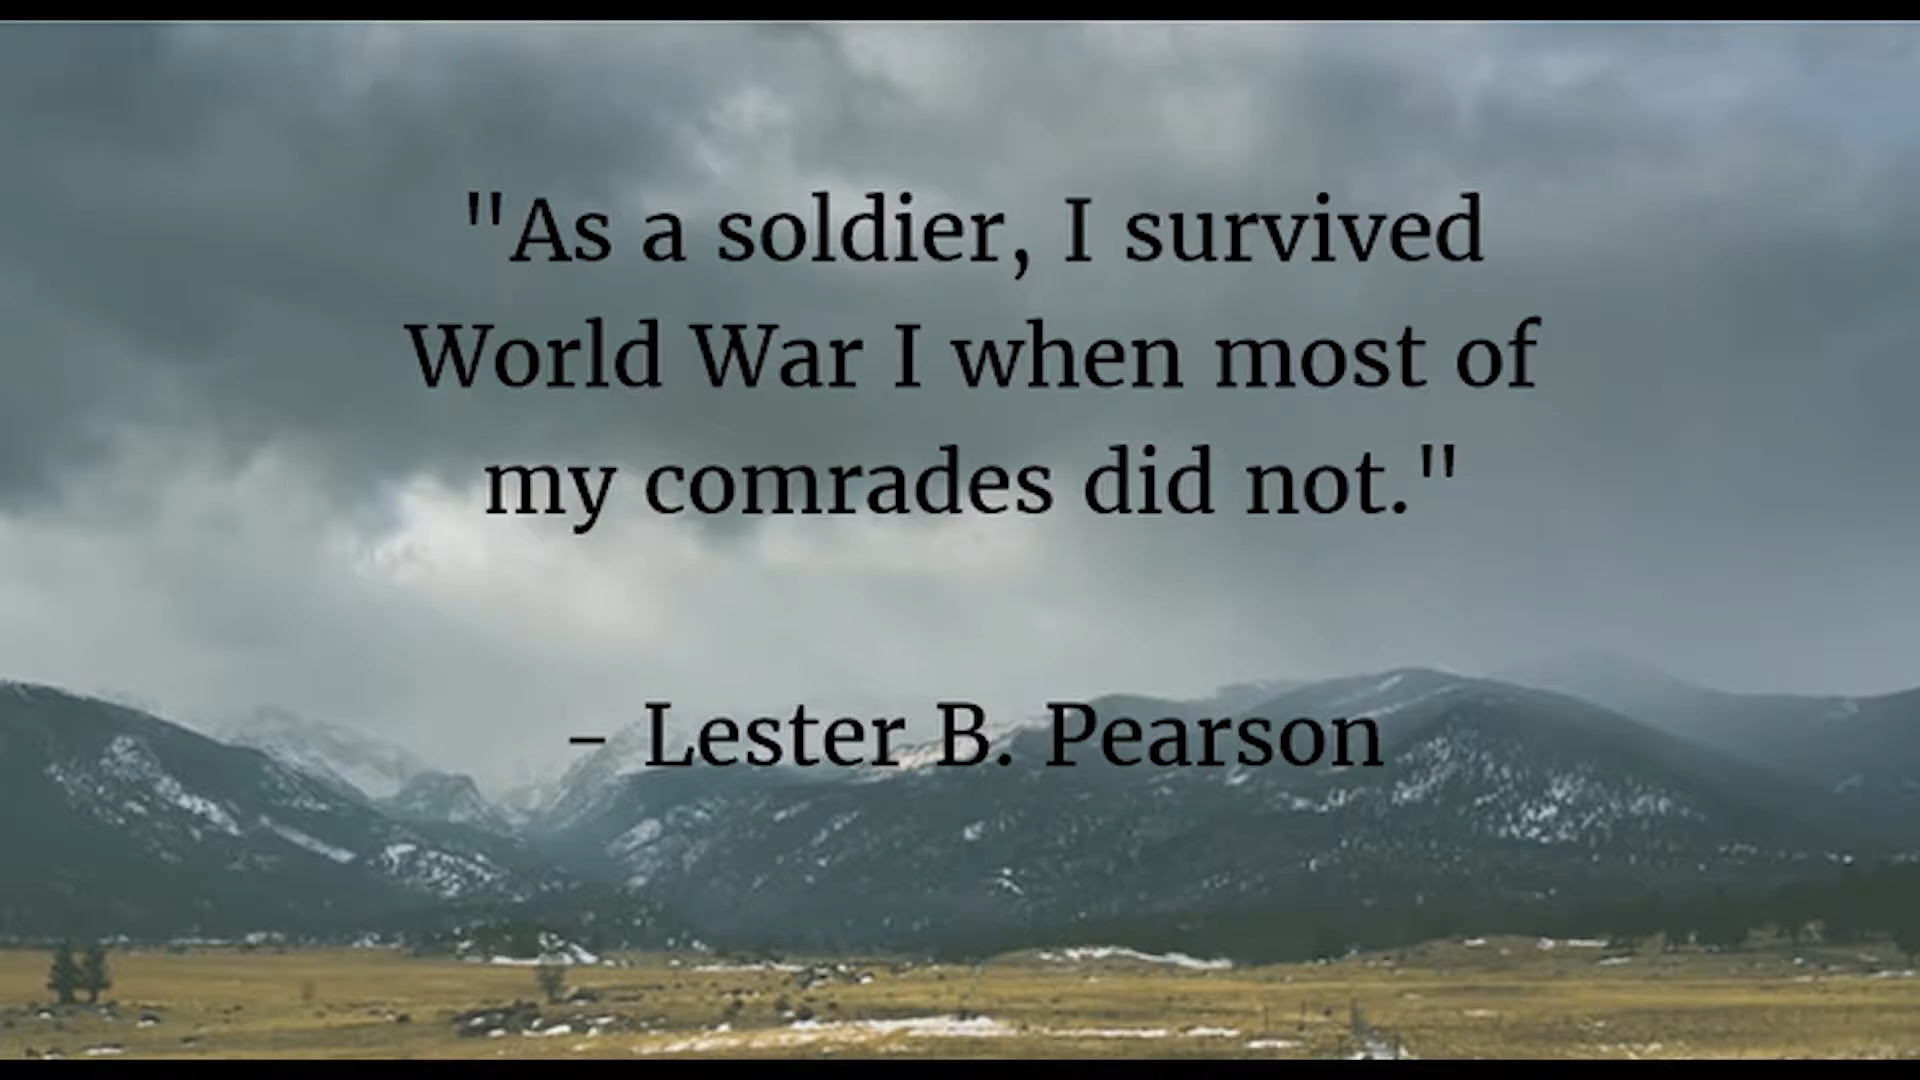 "As a soldier, I survived
World War I when most of
my comrades did not."
- Lester B. Pearson